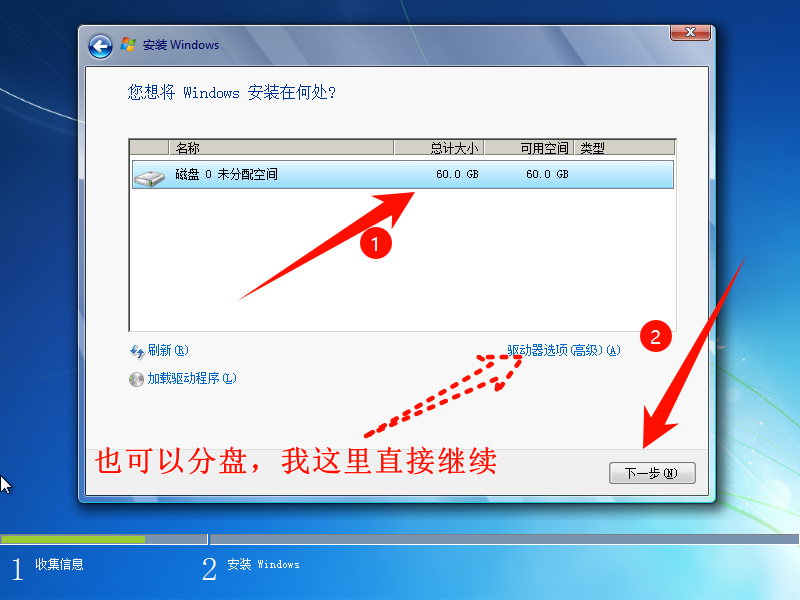 安装 Windows
您想将 Windows 安装在何处?
名称 总计大小 可用空间 类型
磁盘 0 未分配空间 60.0 GB 60.0 GB
1
刷新(R) 驱动器选项(高级)(A) 2
加载驱动程序(L)
也可以分盘，我这里直接继续
下一步(N)
1 收集信息 2 安装 Windows